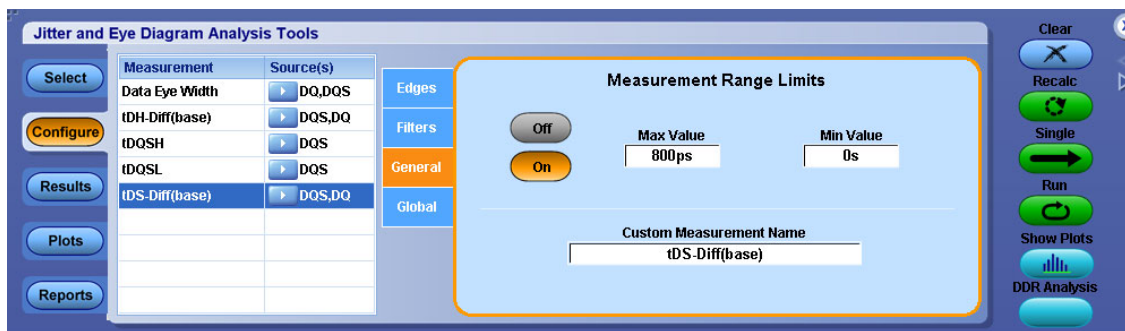 Jitter and Eye Diagram Analysis Tools
Select
Configure
Results
Plots
Reports
Measurement Source(s)
Data Eye Width DQ,DQS
tDH-Diff(base) DQS,DQ
tDQSH DQS
tDQSL DQS
tDS-Diff(base) DQS,DQ
Edges
Filters
General
Global
Measurement Range Limits
Off
On
Max Value
800ps
Min Value
0s
Custom Measurement Name
tDS-Diff(base)
Clear
Recalc
Single
Run
Show Plots
DDR Analysis